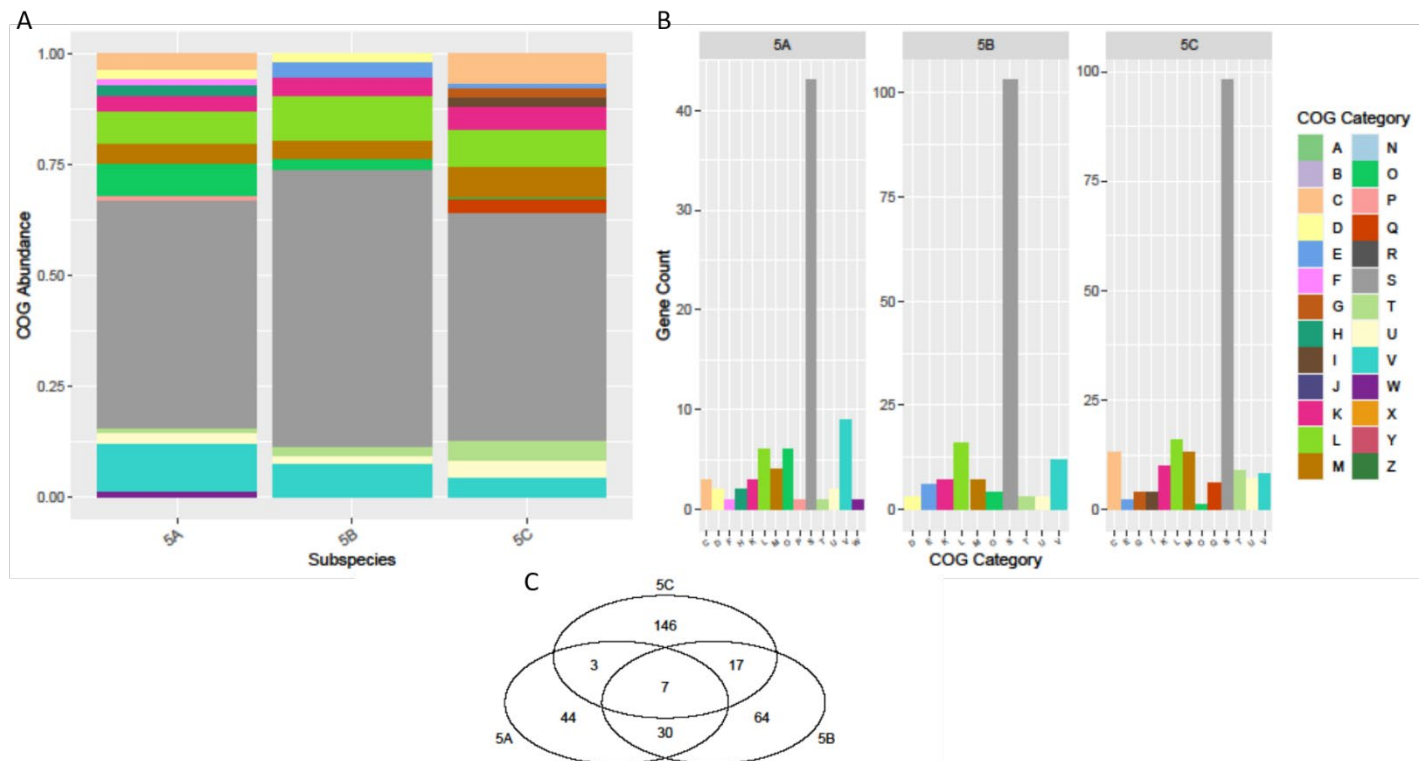 A
1.00
0.75
0.50
0.25
0.00
COG Abundance
5A
5B
5C
Subspecies
B
5A
5B
5C
40
30
20
10
0
100
75
50
25
0
100
75
50
25
0
Gene Count
C D F H K L M O P S T U V W
D E K L M O S T U V
C E G I K L M O Q S T U V
COG Category
COG Category
A N
B O
C P
D Q
E R
F S
G T
H U
I V
J W
K X
L Y
M Z
C
5C
146
3
17
7
44
64
30
5A
5B